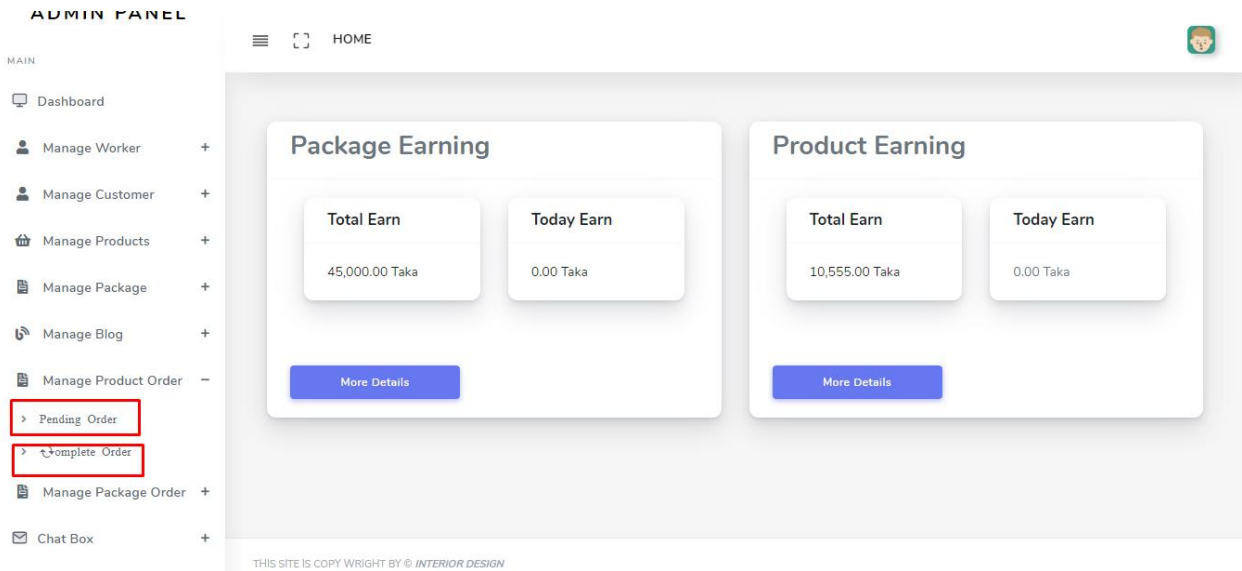 ADMIN PANEL
MAIN
Dashboard
Manage Worker +
Manage Customer +
Manage Products +
Manage Package +
Manage Blog +
Manage Product Order -
> Pending Order
> omplete Order
Manage Package Order +
Chat Box +
HOME
Package Earning
Total Earn
45,000.00 Taka
Today Earn
0.00 Taka
More Details
Product Earning
Total Earn
10,555.00 Taka
Today Earn
0.00 Taka
More Details
THIS SITE IS COPY WRIGHT BY © INTERIOR DESIGN